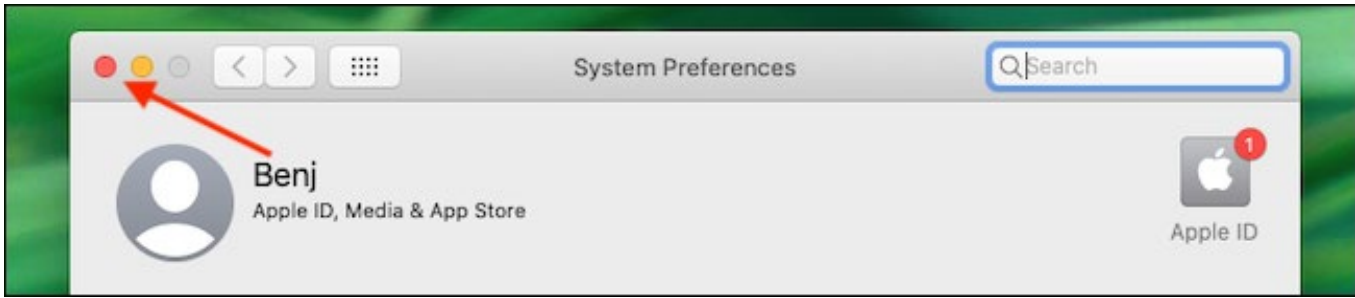 System Preferences
Search
Benj
Apple ID, Media & App Store
1
Apple ID